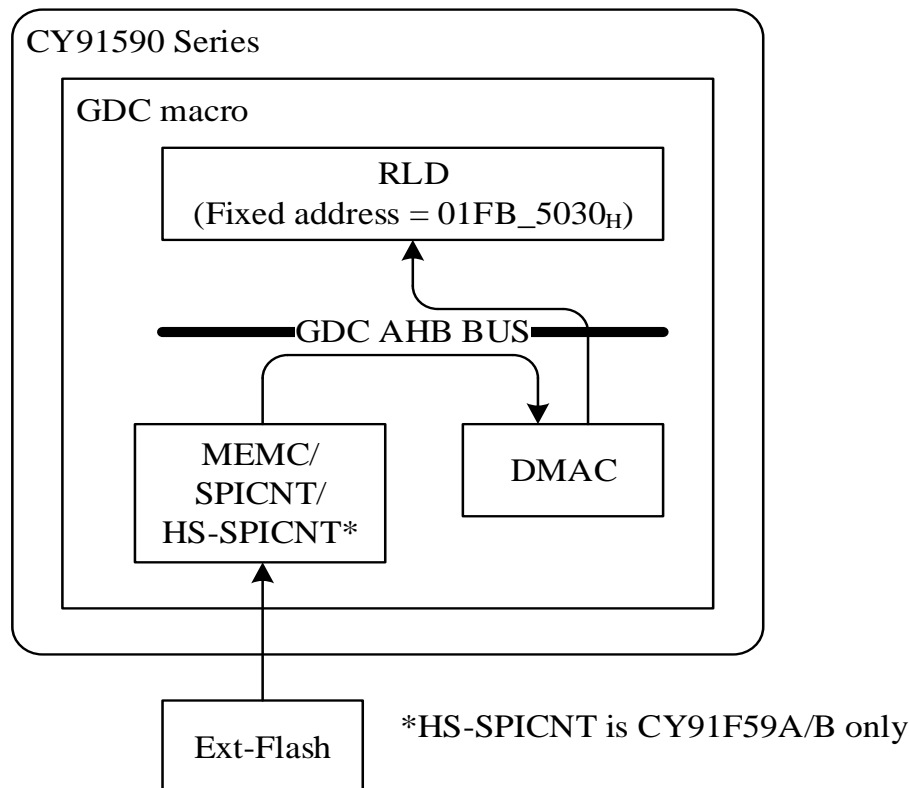 CY91590 Series
GDC macro
RLD
(Fixed address = 01FB_5030H)
GDC AHB BUS
MEMC/
SPICNT/
HS-SPICNT*
DMAC
Ext-Flash
*HS-SPICNT is CY91F59A/B only